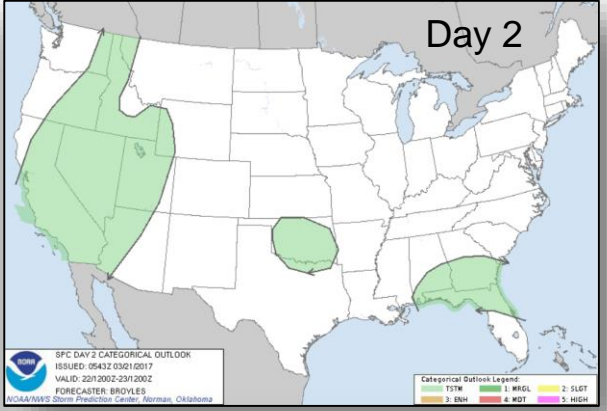 Day 2
NOAA
SPC DAY 2 CATEGORICAL OUTLOOK
ISSUED: 0543Z 03/21/2017
VALID: 22/1200Z-23/1200Z
FORECASTER: BROYLES
NOAA/NWS Storm Prediction Center, Norman, Oklahoma
Categorical Outlook Legend:
TSTM 1: MRGL 2: SLGT
3: ENH 4: MDT 5: HIGH